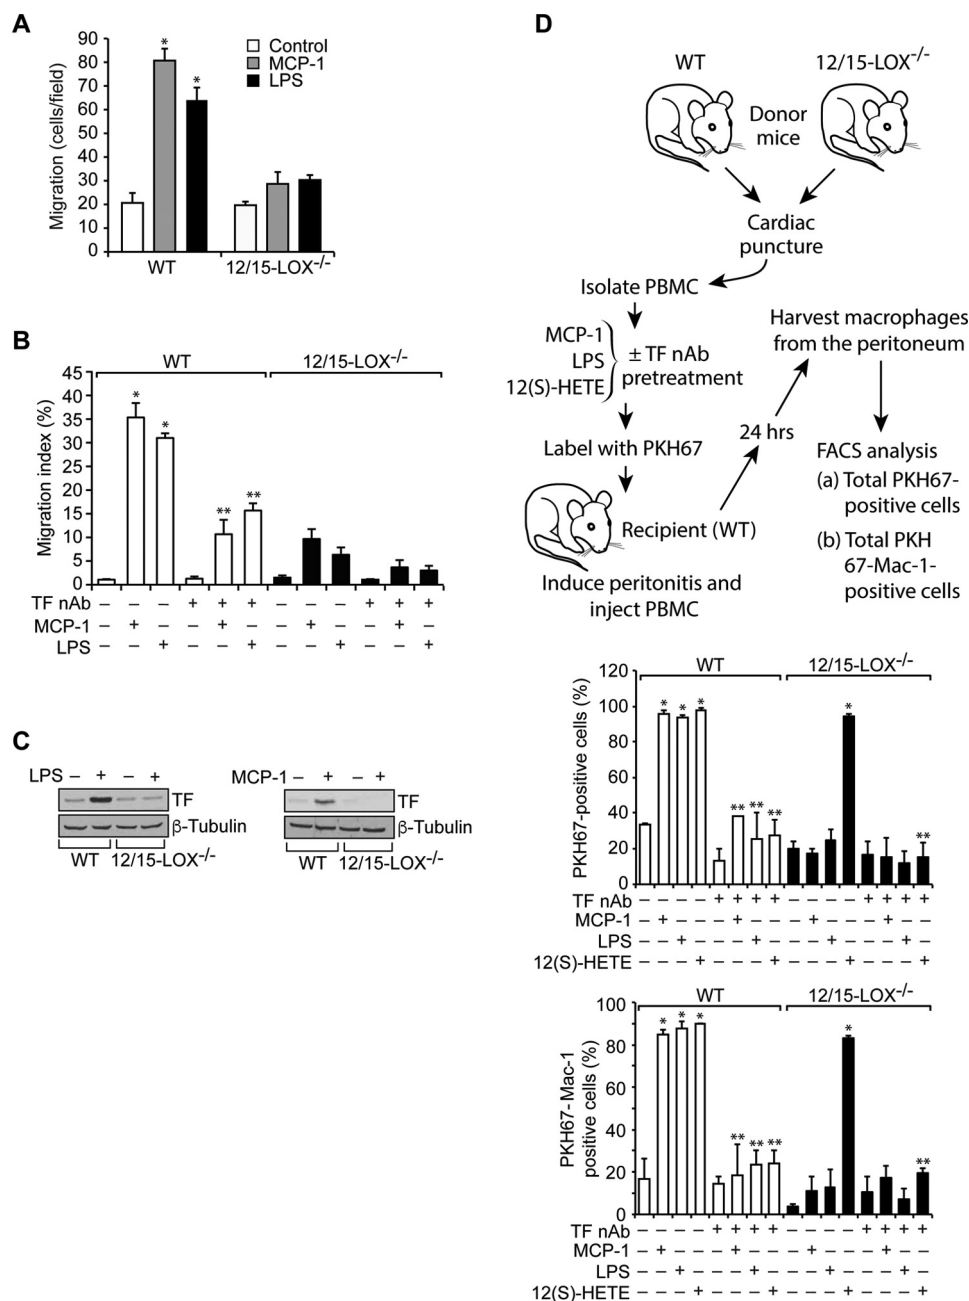 A
Migration (cells/field)
90
80
70
60
50
40
30
20
10
0
* *
Control
MCP-1
LPS
WT 12/15-LOX-/-
B
WT 12/15-LOX-/-
Migration index (%)
45
40
35
30
25
20
15
10
5
0
* * ** **
TF nAb – – – + + + – – – + + +
MCP-1 – + – – + – – + – – + –
LPS – – + – – + – – + – – +
C
LPS – + – +
TF
β-Tubulin
WT 12/15-LOX-/-
MCP-1 – + – +
TF
β-Tubulin
WT 12/15-LOX-/-
D
WT 12/15-LOX-/-
Donor
mice
Cardiac
puncture
Isolate PBMC
MCP-1
LPS
12(S)-HETE
± TF nAb
pretreatment
Label with PKH67
Recipient (WT)
Induce peritonitis and
inject PBMC
24 hrs
Harvest macrophages
from the peritoneum
FACS analysis
(a) Total PKH67-
positive cells
(b) Total PKH
67-Mac-1-
positive cells
WT 12/15-LOX-/-
PKH67-positive cells (%)
120
100
80
60
40
20
0
* * * ** ** ** * **
TF nAb – – – – + + + + – – – – + + + +
MCP-1 – + – – – + – – – + – – – + – –
LPS – – + – – – + – – – + – – – + –
12(S)-HETE – – – + – – – + – – – + – – – +
WT 12/15-LOX-/-
PKH67-Mac-1
positive cells (%)
100
80
60
40
20
0
* * * ** ** ** * **
TF nAb – – – – + + + + – – – – + + + +
MCP-1 – + – – – + – – – + – – – + – –
LPS – – + – – – + – – – + – – – + –
12(S)-HETE – – – + – – – + – – – + – – – +